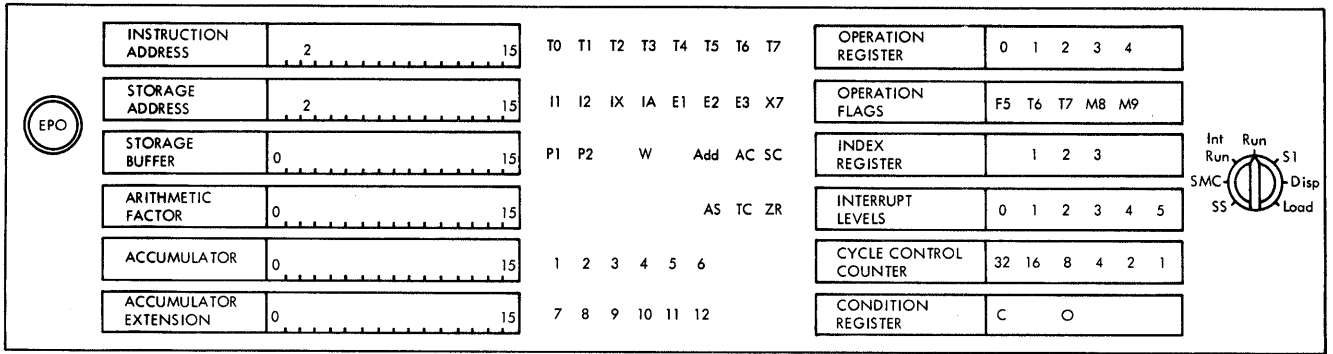 EPO
INSTRUCTION ADDRESS 2 15
STORAGE ADDRESS 2 15
STORAGE BUFFER 0 15
ARITHMETIC FACTOR 0 15
ACCUMULATOR 0 15
ACCUMULATOR EXTENSION 0 15
T0 T1 T2 T3 T4 T5 T6 T7
I1 I2 IX IA E1 E2 E3 X7
P1 P2 W Add AC SC
AS TC ZR
1 2 3 4 5 6
7 8 9 10 11 12
OPERATION REGISTER 0 1 2 3 4
OPERATION FLAGS F5 T6 T7 M8 M9
INDEX REGISTER 1 2 3
INTERRUPT LEVELS 0 1 2 3 4 5
CYCLE CONTROL COUNTER 32 16 8 4 2 1
CONDITION REGISTER C O
Int Run
Run
SI
SMC
Disp
SS
Load